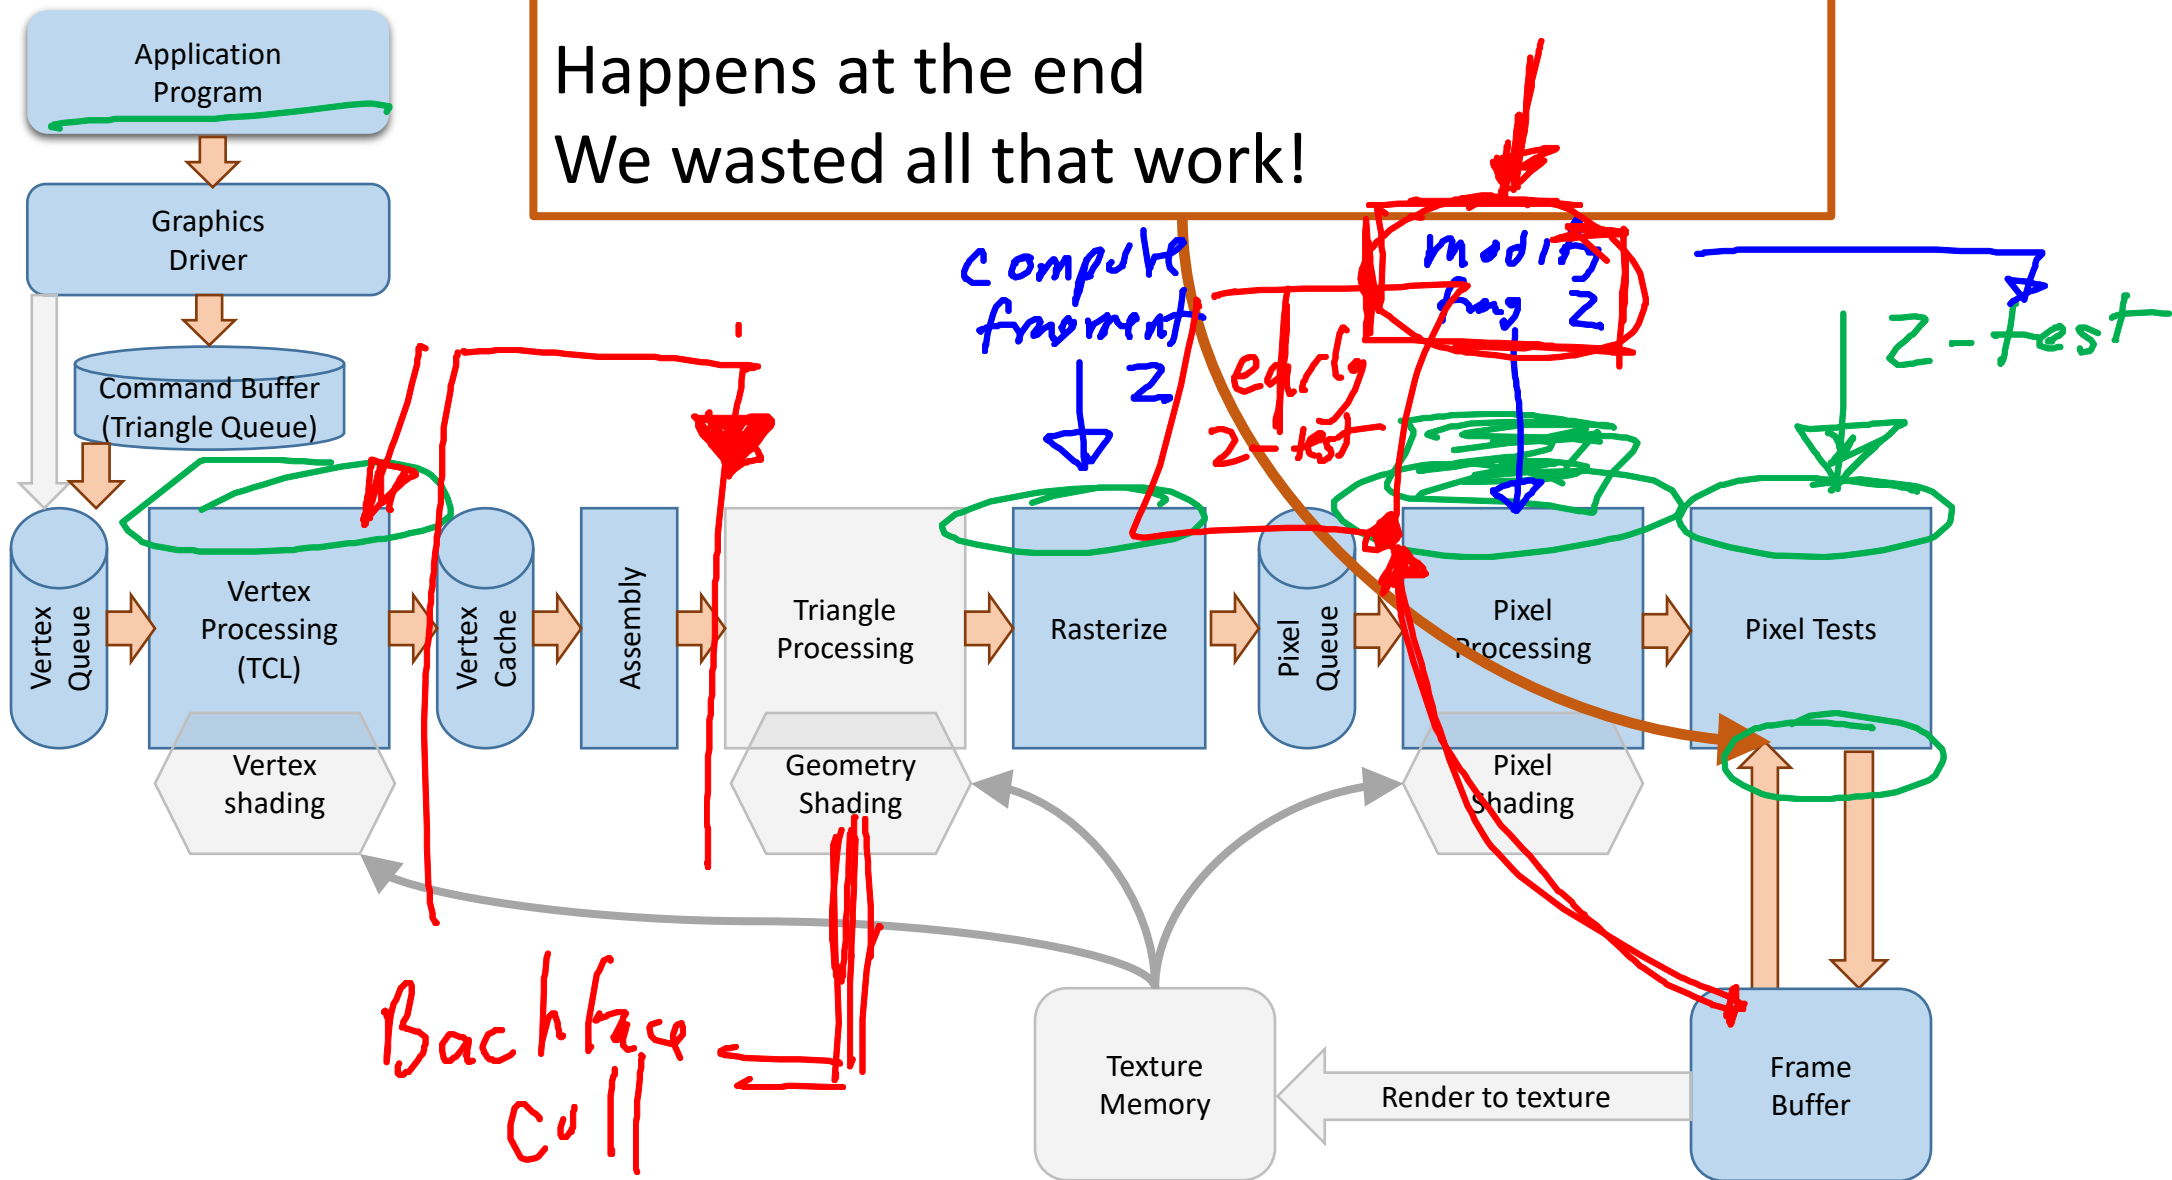 Application
Program
Happens at the end
We wasted all that work!
Graphics
Driver
compute
fragment
Z
modify
frag Z
Z-test
early
Z-test
Command Buffer
(Triangle Queue)
Vertex
Queue
Vertex
Processing
(TCL)
Vertex
shading
Vertex
Cache
Assembly
Triangle
Processing
Geometry
Shading
Rasterize
Pixel
Queue
Pixel
Processing
Pixel
Shading
Pixel Tests
Backface
cull
Texture
Memory
Render to texture
Frame
Buffer